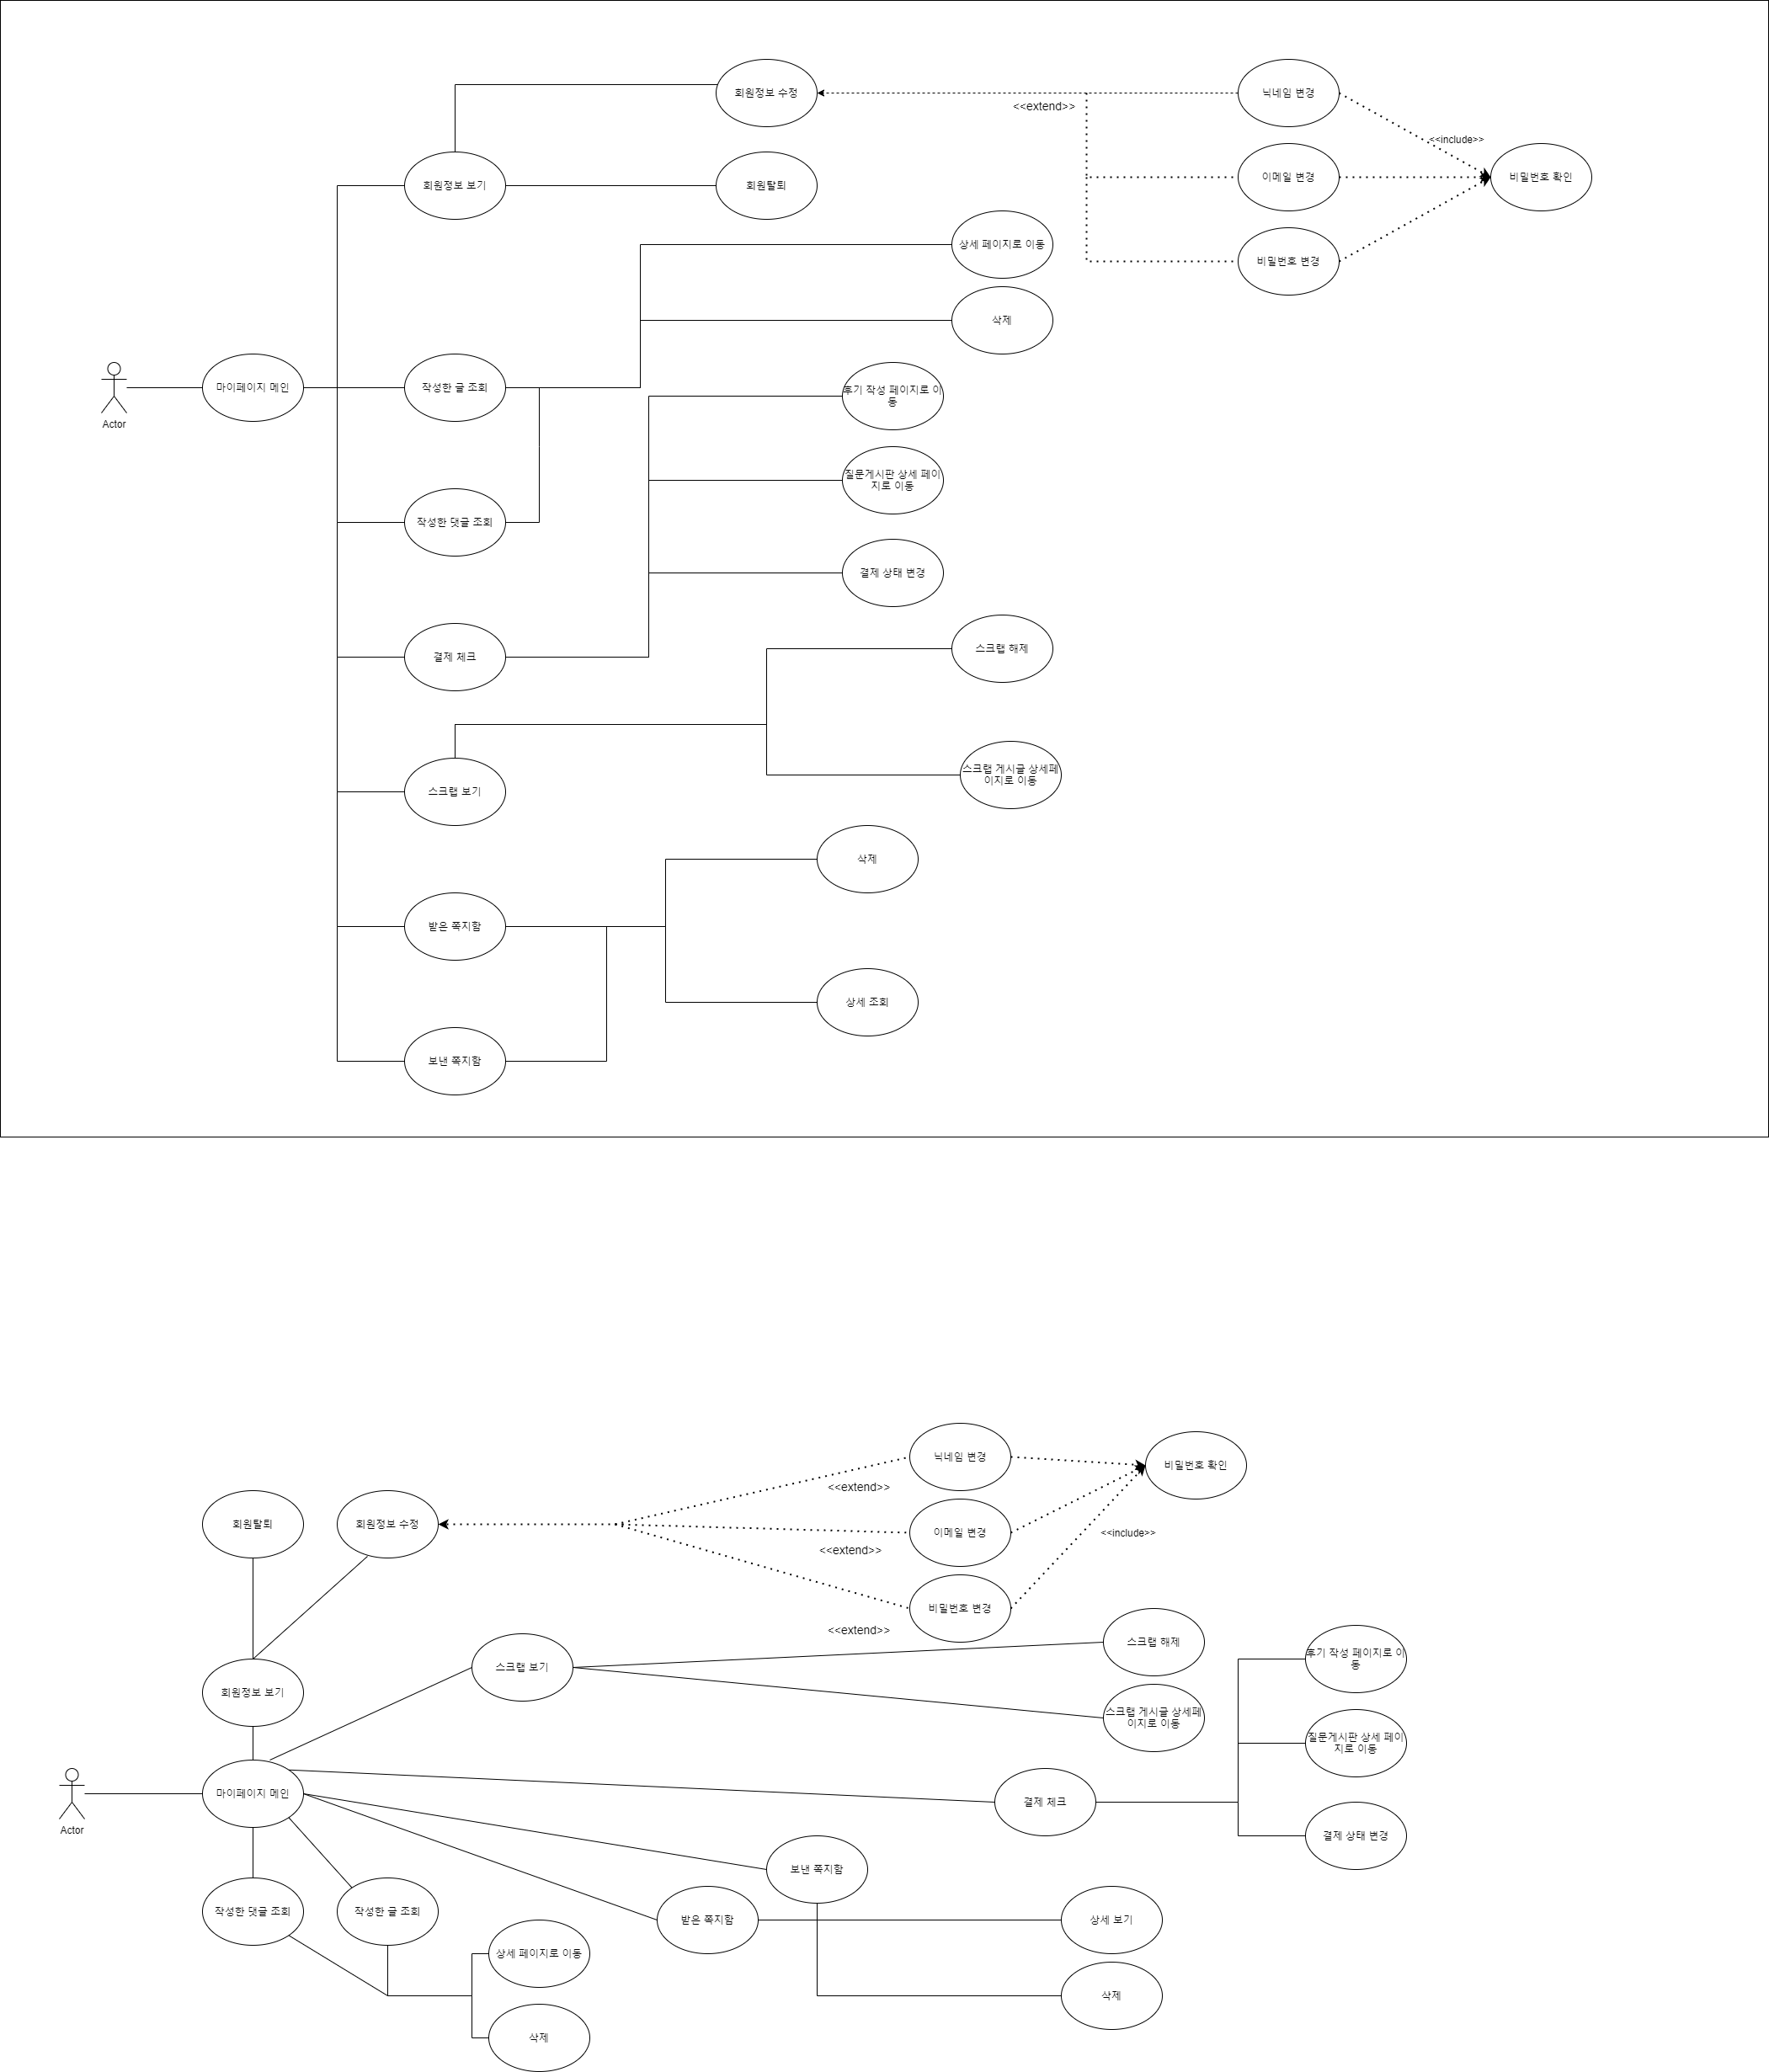 회원정보 수정
닉네임 변경
<<extend>>
<<include>>
회원정보 보기
회원탈퇴
이메일 변경
비밀번호 확인
상세 페이지로 이동
비밀번호 변경
삭제
마이페이지 메인
작성한 글 조회
후기 작성 페이지로 이
동
Actor
질문게시판 상세 페이
지로 이동
작성한 댓글 조회
결제 상태 변경
결제 체크
스크랩 해제
스크랩 보기
스크랩 게시글 상세페
이지로 이동
삭제
받은 쪽지함
상세 조회
보낸 쪽지함
닉네임 변경
비밀번호 확인
<<extend>>
회원탈퇴
회원정보 수정
이메일 변경
<<include>>
<<extend>>
비밀번호 변경
<<extend>>
스크랩 해제
스크랩 보기
후기 작성 페이지로 이
동
회원정보 보기
스크랩 게시글 상세페
이지로 이동
질문게시판 상세 페이
지로 이동
마이페이지 메인
결제 체크
Actor
결제 상태 변경
보낸 쪽지함
작성한 댓글 조회
작성한 글 조회
받은 쪽지함
상세 보기
상세 페이지로 이동
삭제
삭제